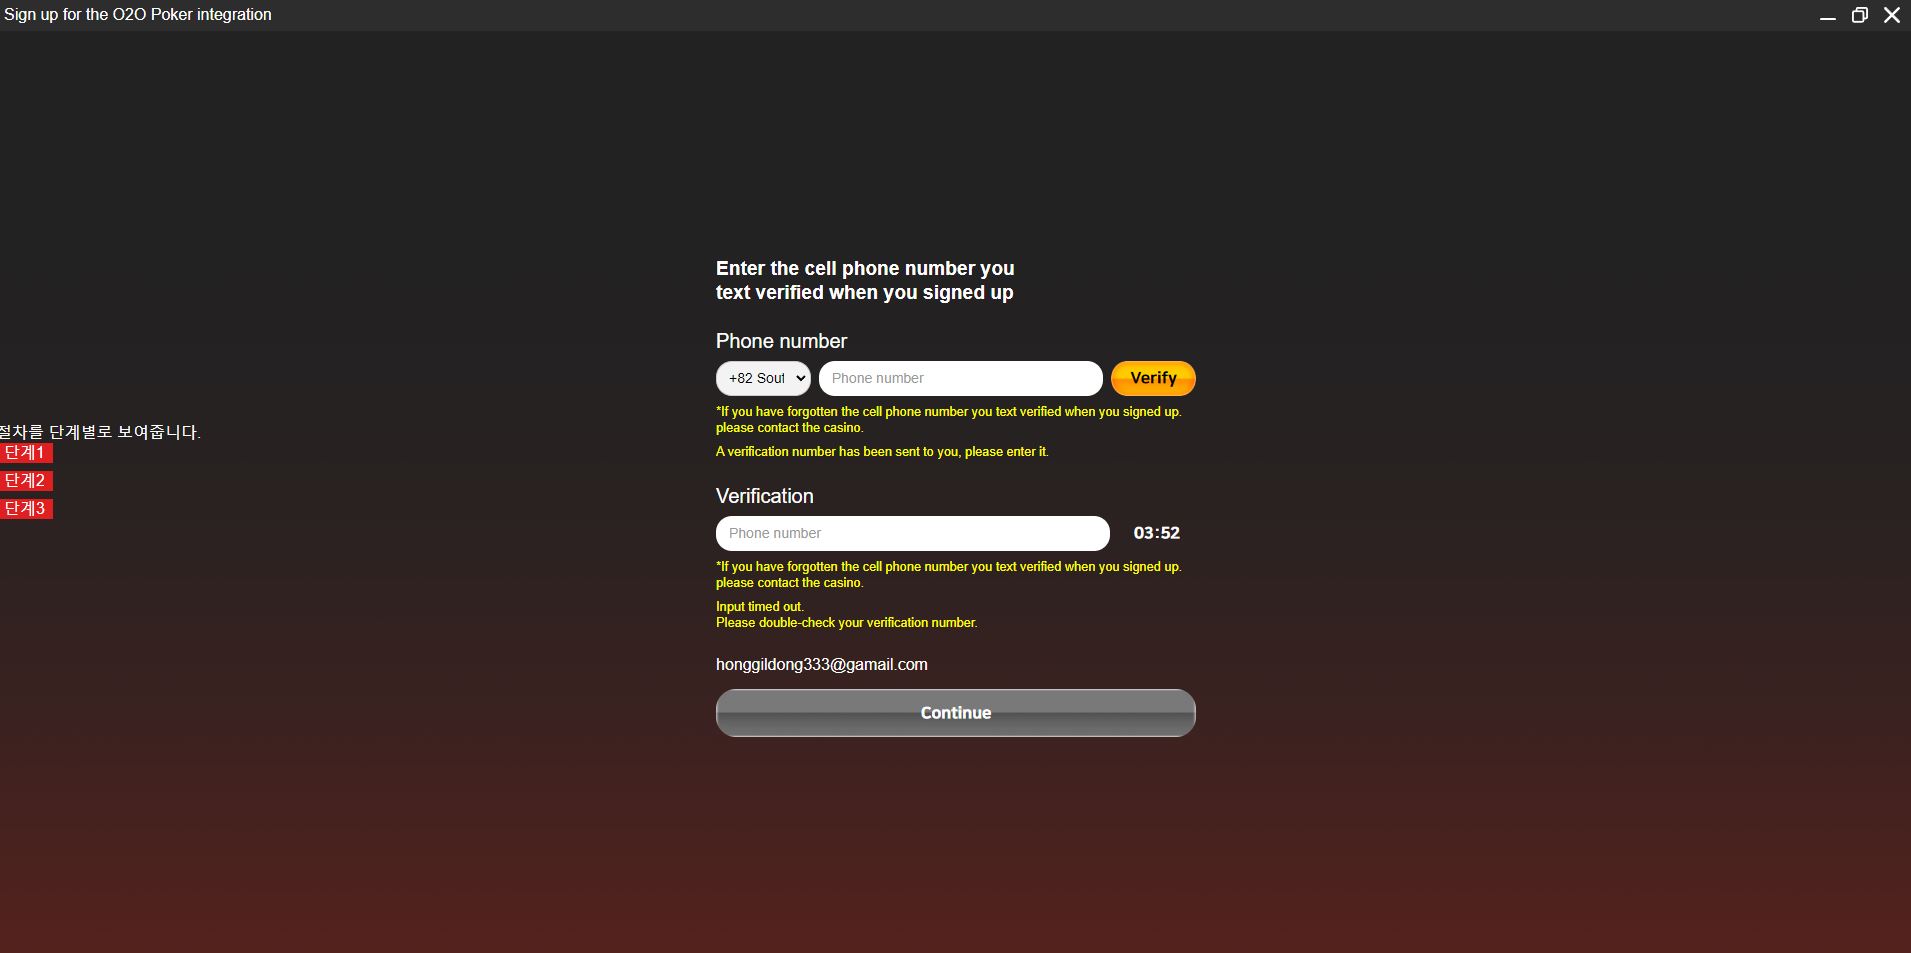 Sign up for the O2O Poker integration
Enter the cell phone number you
text verified when you signed up
Phone number
+82 Sout
Phone number
Verify
*If you have forgotten the cell phone number you text verified when you signed up.
please contact the casino.
A verification number has been sent to you, please enter it.
절차를 단계별로 보여줍니다.
단계1
단계2
단계3
Verification
Phone number
03:52
*If you have forgotten the cell phone number you text verified when you signed up.
please contact the casino.
Input timed out.
Please double-check your verification number.
honggildong333@gamail.com
Continue